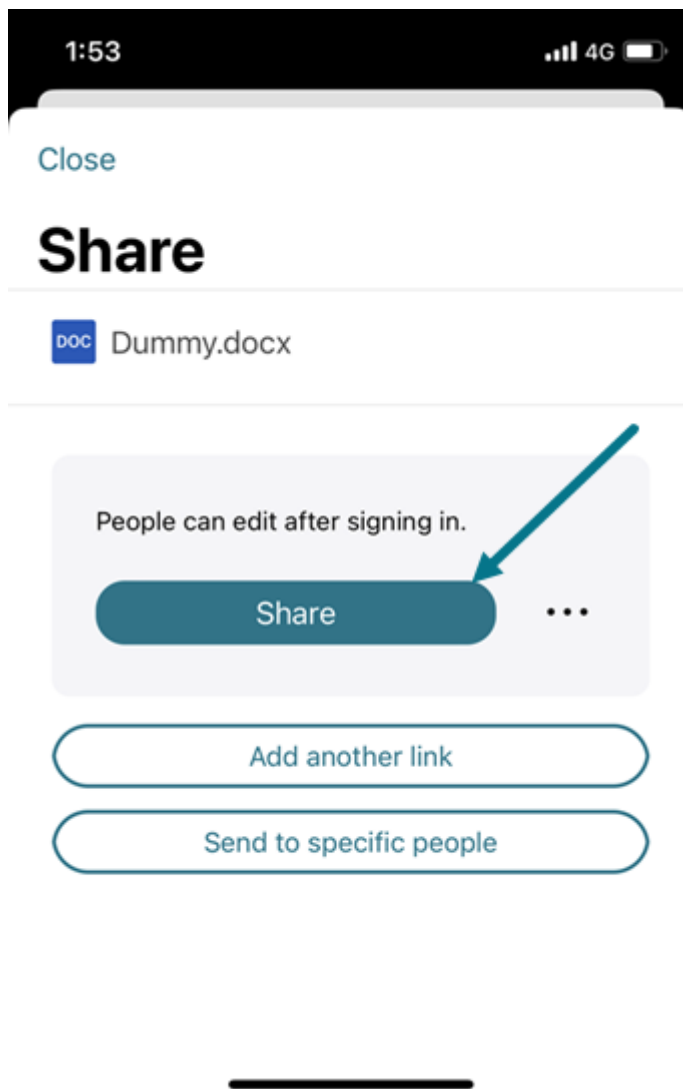 1:53
4G
Close
Share
DOC Dummy.docx
People can edit after signing in.
Share
Add another link
Send to specific people